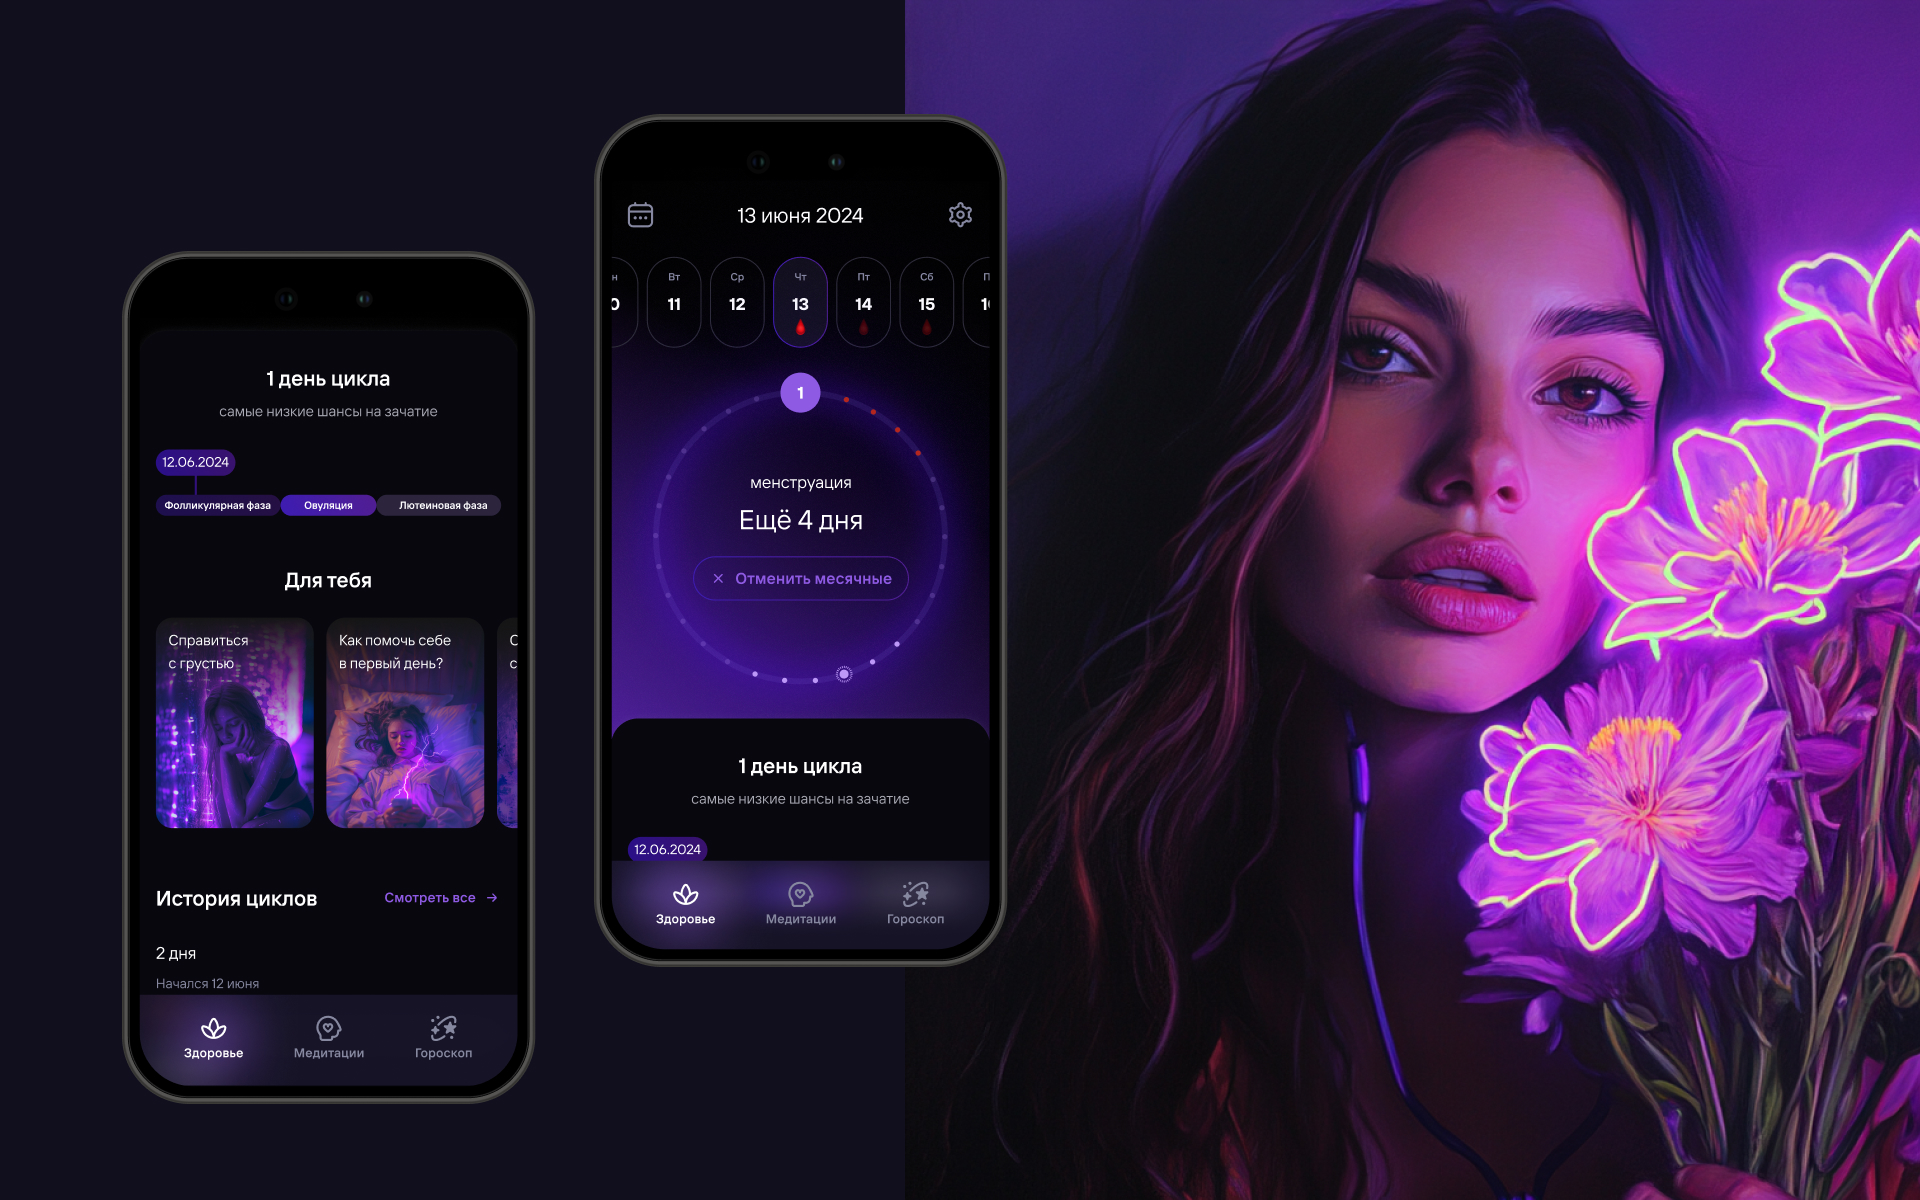 1 день цикла
самые низкие шансы на зачатие
12.06.2024
Фолликулярная фаза Овуляция Лютеиновая фаза
Для тебя
Справиться
с грустью
Как помочь себе
в первый день?
История циклов
Смотреть все
2 дня
Начался 12 июня
Здоровье Медитации Гороскоп
13 июня 2024
Вт Ср Чт Пт Сб
11 12 13 14 15
1
менструация
Ещё 4 дня
Отменить месячные
1 день цикла
самые низкие шансы на зачатие
12.06.2024
Здоровье Медитации Гороскоп